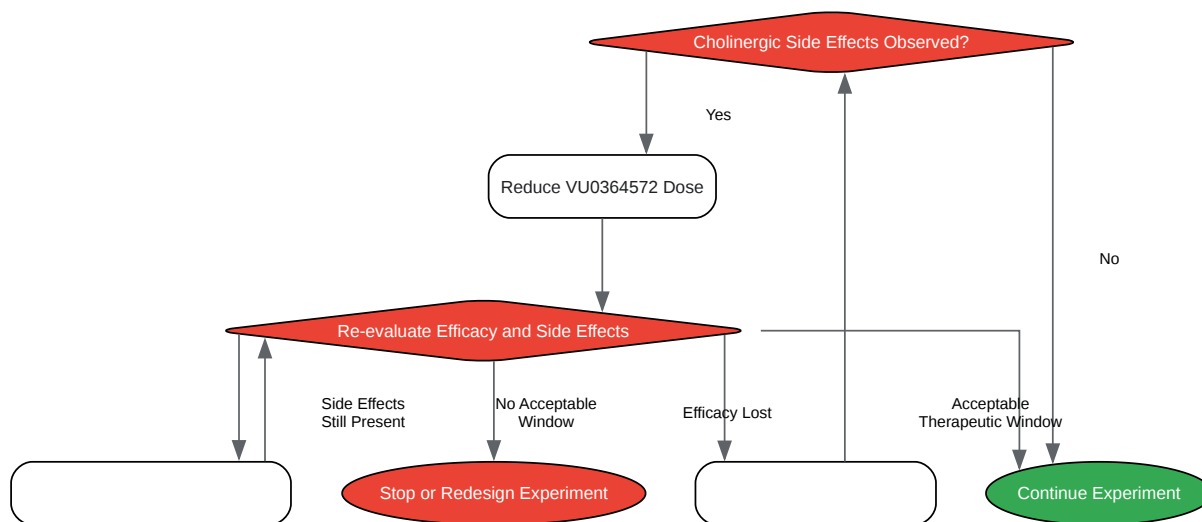 Cholinergic Side Effects Observed?
Yes
Reduce VU0364572 Dose
No
Re-evaluate Efficacy and Side Effects
Side Effects
Still Present
No Acceptable
Window
Efficacy Lost
Acceptable
Therapeutic Window
Stop or Redesign Experiment
Continue Experiment